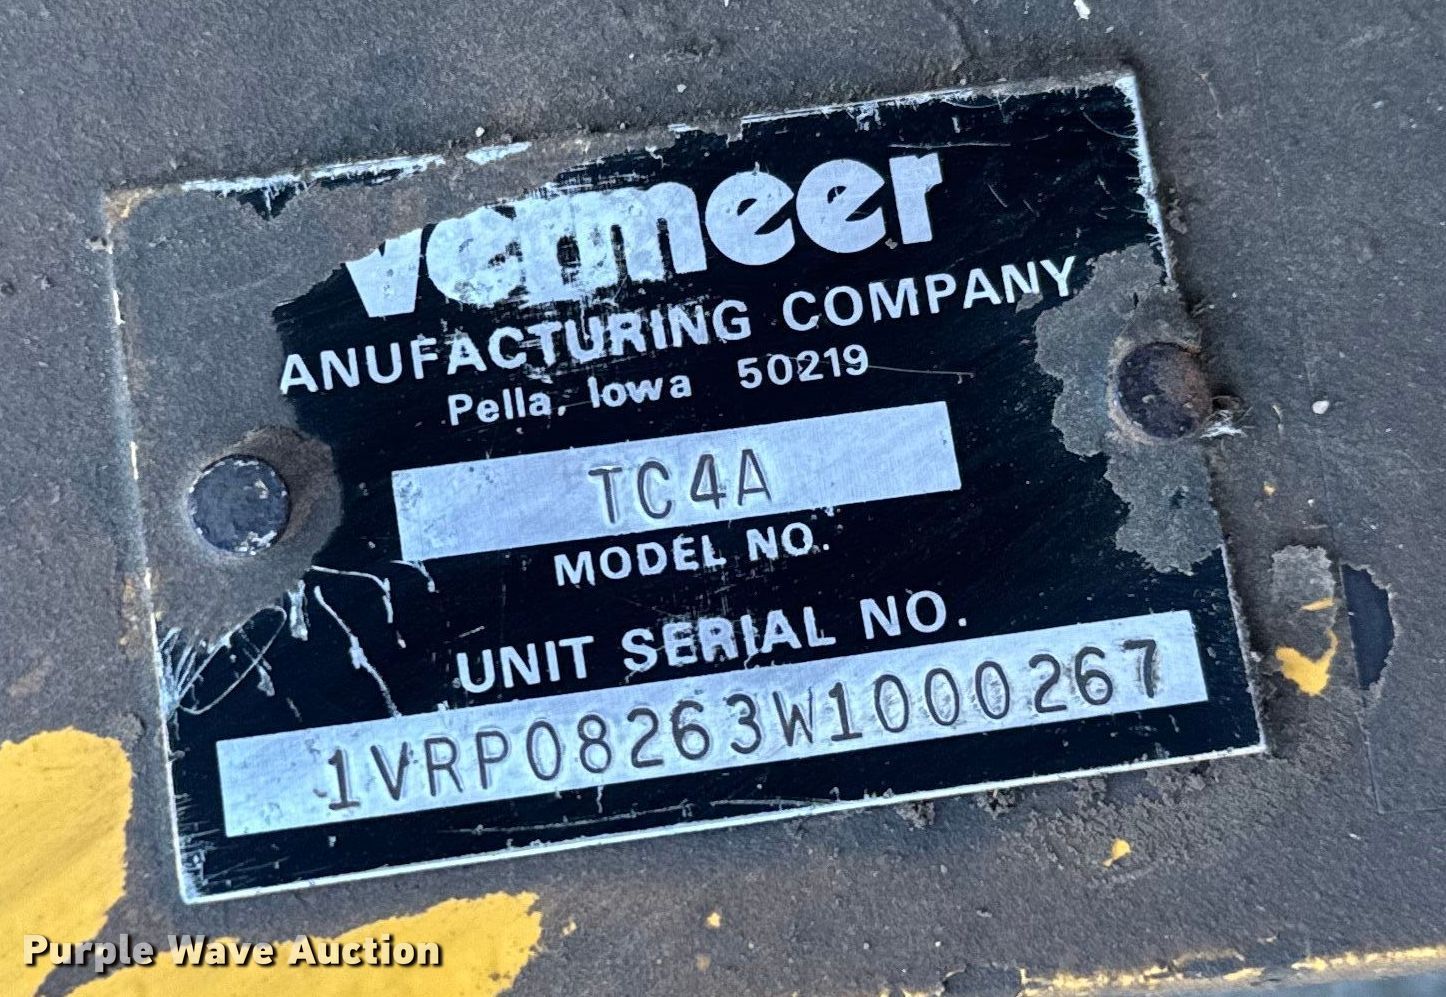 vermeer
ANUFACTURING COMPANY
Pella, Iowa 50219
TC4A
MODEL NO.
UNIT SERIAL NO.
1VRP08263W1000267
Purple Wave Auction